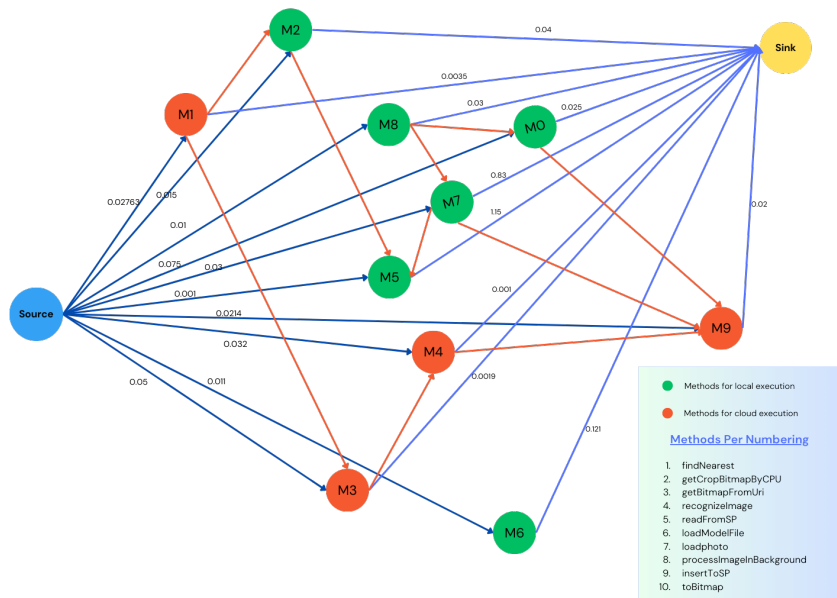 M2
0.04
Sink
0.0035
M1
0.03
0.025
M8
M0
0.83
0.02763
0.015
M7
0.02
1.15
0.01
0.075
0.03
M5
0.001
0.001
Source
0.0214
M9
0.032
M4
0.05
0.011
0.0019
0.121
M3
M6
Methods for local execution
Methods for cloud execution
Methods Per Numbering
1. findNearest
2. getCropBitmapByCPU
3. getBitmapFromUri
4. recognizeImage
5. readFromSP
6. loadModelFile
7. loadphoto
8. processImageInBackground
9. insertToSP
10. toBitmap